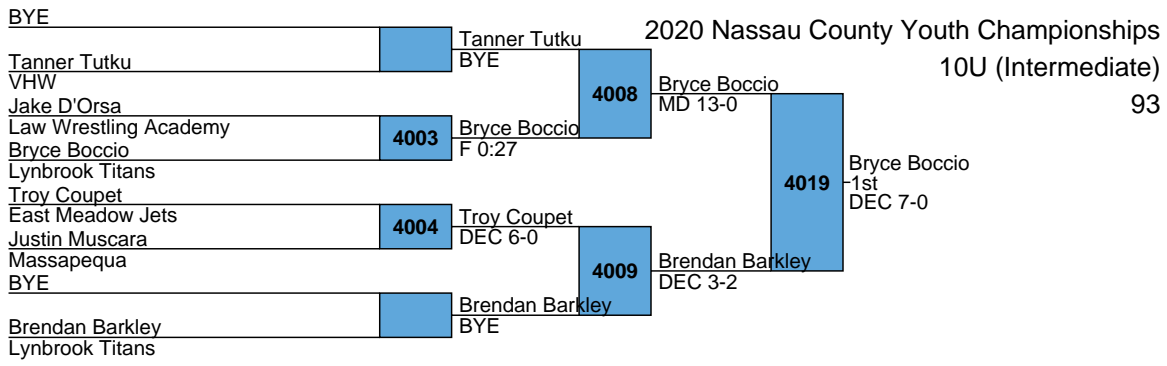 2020 Nassau County Youth Championships
10U (Intermediate)
93
BYE
Tanner Tutku
VHW
Jake D'Orsa
Law Wrestling Academy
Bryce Boccio
Lynbrook Titans
Troy Coupet
East Meadow Jets
Justin Muscara
Massapequa
BYE
Brendan Barkley
Lynbrook Titans
4003
4004
Tanner Tutku
BYE
Bryce Boccio
F 0:27
Troy Coupet
DEC 6-0
Brendan Barkley
BYE
4008
4009
Bryce Boccio
MD 13-0
Brendan Barkley
DEC 3-2
4019
Bryce Boccio
1st
DEC 7-0